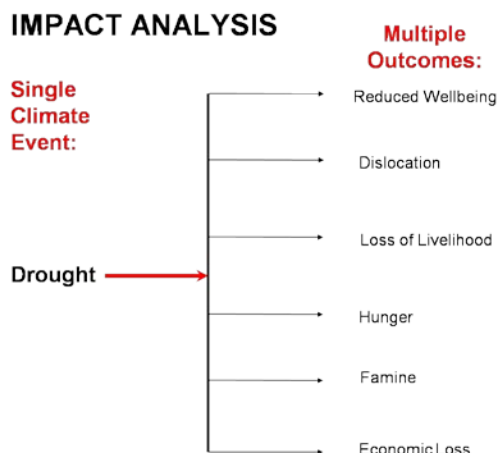 IMPACT ANALYSIS
Multiple
Outcomes:
Single
Climate
Event:
Reduced Wellbeing
Dislocation
Loss of Livelihood
Drought
Hunger
Famine
Economic Loss